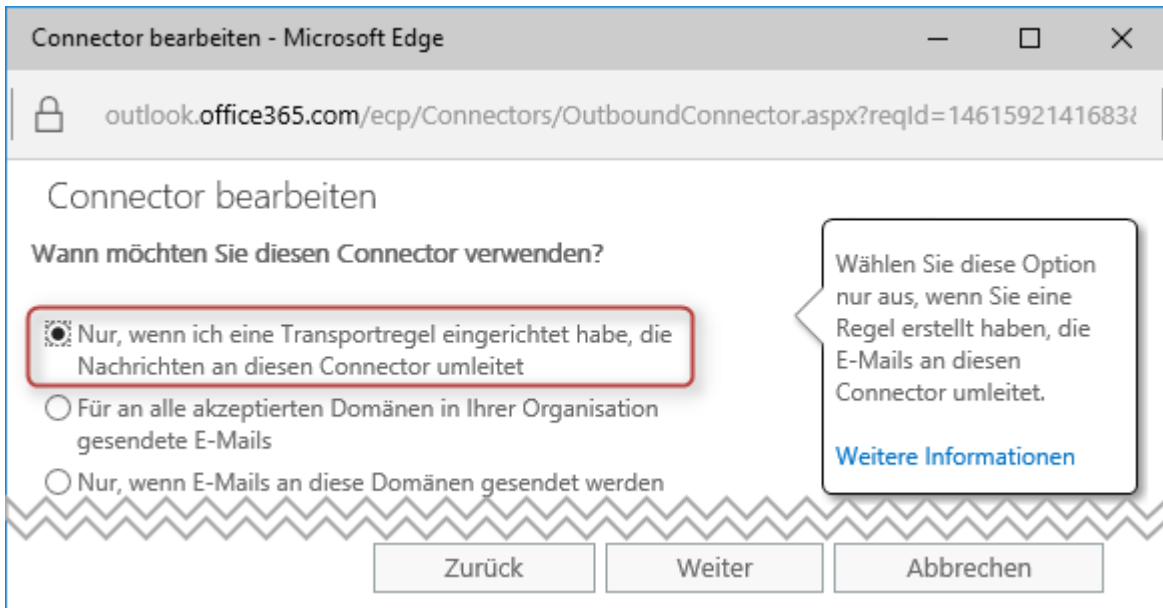 Connector bearbeiten - Microsoft Edge
outlook.office365.com/ecp/Connectors/OutboundConnector.aspx?reqId=1461592141683&
Connector bearbeiten
Wann möchten Sie diesen Connector verwenden?
Nur, wenn ich eine Transportregel eingerichtet habe, die
Nachrichten an diesen Connector umleitet
Für an alle akzeptierten Domänen in Ihrer Organisation
gesendete E-Mails
Nur, wenn E-Mails an diese Domänen gesendet werden
Wählen Sie diese Option
nur aus, wenn Sie eine
Regel erstellt haben, die
E-Mails an diesen
Connector umleitet.
Weitere Informationen
Zurück
Weiter
Abbrechen